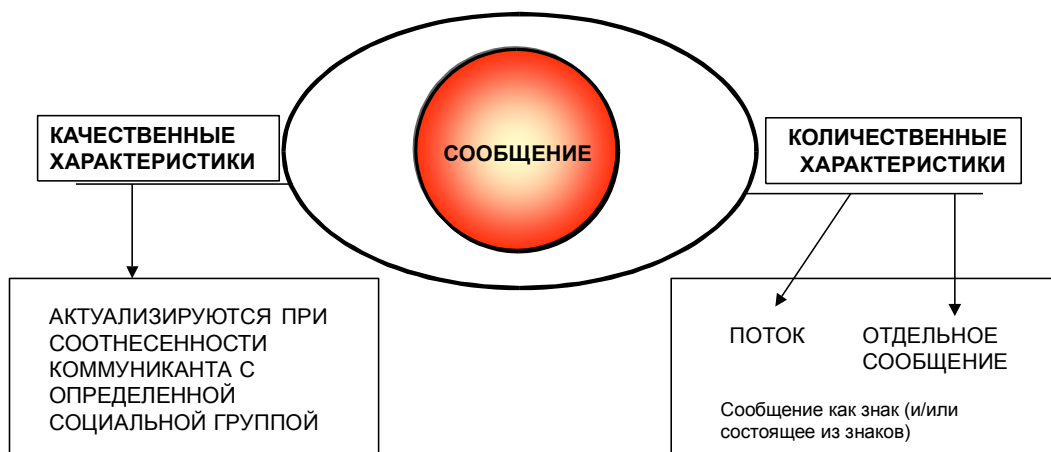 КАЧЕСТВЕННЫЕ
ХАРАКТЕРИСТИКИ
СООБЩЕНИЕ
КОЛИЧЕСТВЕННЫЕ
ХАРАКТЕРИСТИКИ
АКТУАЛИЗИРУЮТСЯ ПРИ
СООТНЕСЕННОСТИ
КОММУНИКАНТА С
ОПРЕДЕЛЕННОЙ
СОЦИАЛЬНОЙ ГРУППОЙ
ПОТОК
ОТДЕЛЬНОЕ
СООБЩЕНИЕ
Сообщение как знак (и/или
состоящее из знаков)